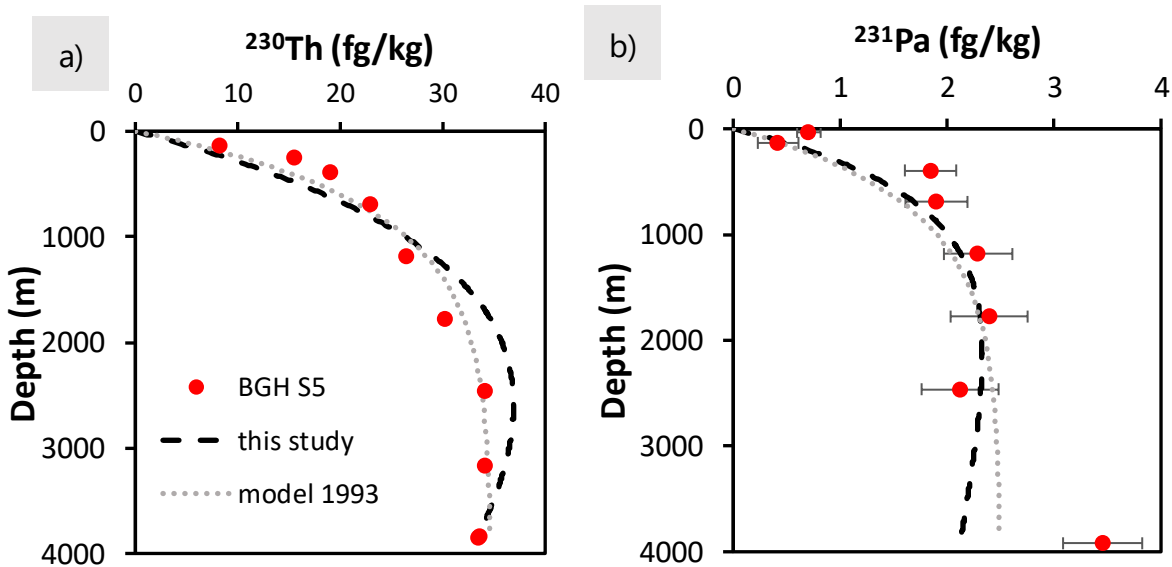 a)
²³⁰Th (fg/kg)
0 10 20 30 40
0
1000
2000
3000
4000
Depth (m)
BGH S5
this study
model 1993
b)
²³¹Pa (fg/kg)
0 1 2 3 4
0
1000
2000
3000
4000
Depth (m)